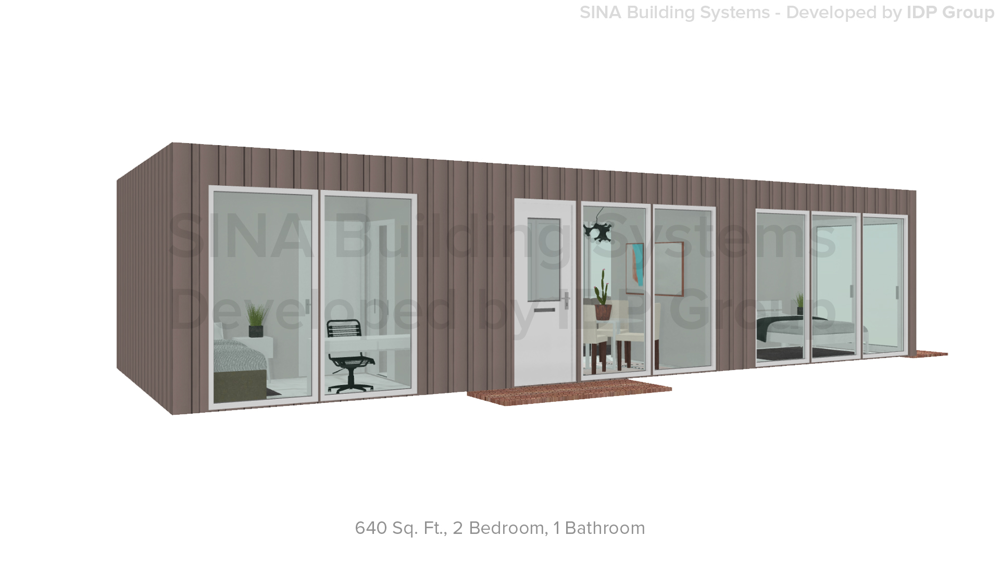 SINA Building Systems - Developed by IDP Group
SINA Building Systems
Developed by IDP Group
640 Sq. Ft., 2 Bedroom, 1 Bathroom